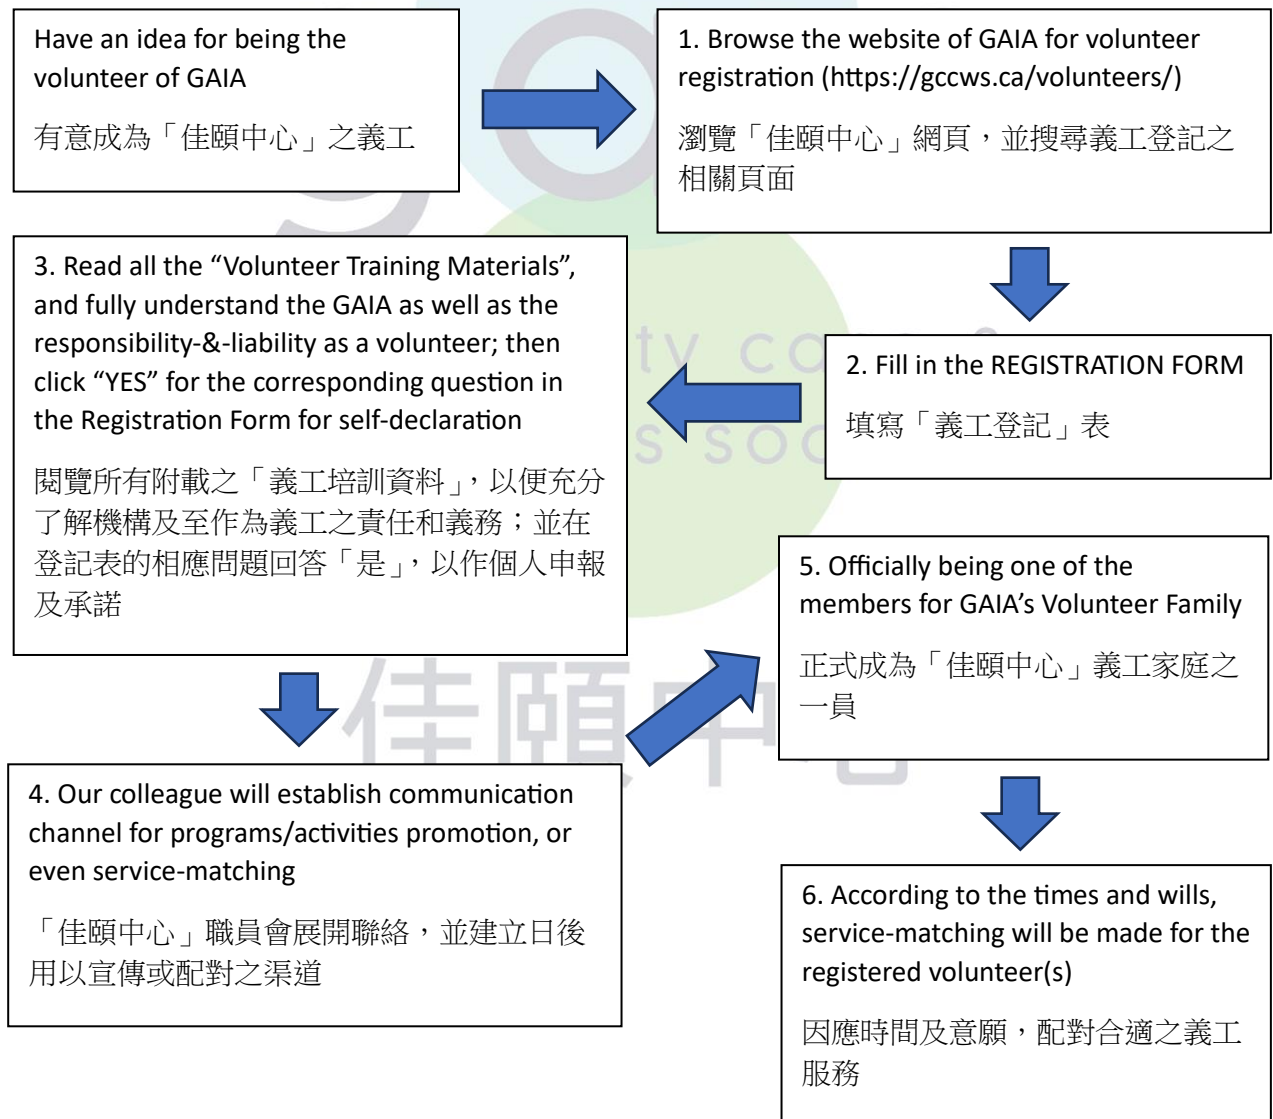 Have an idea for being the
volunteer of GAIA
有意成為「佳頤中心」之義工
1. Browse the website of GAIA for volunteer
registration (https://gccws.ca/volunteers/)
瀏覽「佳頤中心」網頁，並搜尋義工登記之
相關頁面
2. Fill in the REGISTRATION FORM
填寫「義工登記」表
3. Read all the “Volunteer Training Materials”,
and fully understand the GAIA as well as the
responsibility-&-liability as a volunteer; then
click “YES” for the corresponding question in
the Registration Form for self-declaration
閱覽所有附載之「義工培訓資料」，以便充分
了解機構及至作為義工之責任和義務；並在
登記表的相應問題回答「是」，以作個人申報
及承諾
4. Our colleague will establish communication
channel for programs/activities promotion, or
even service-matching
「佳頤中心」職員會展開聯絡，並建立日後
用以宣傳或配對之渠道
5. Officially being one of the
members for GAIA’s Volunteer Family
正式成為「佳頤中心」義工家庭之
一員
6. According to the times and wills,
service-matching will be made for the
registered volunteer(s)
因應時間及意願，配對合適之義工
服務
佳頤中心